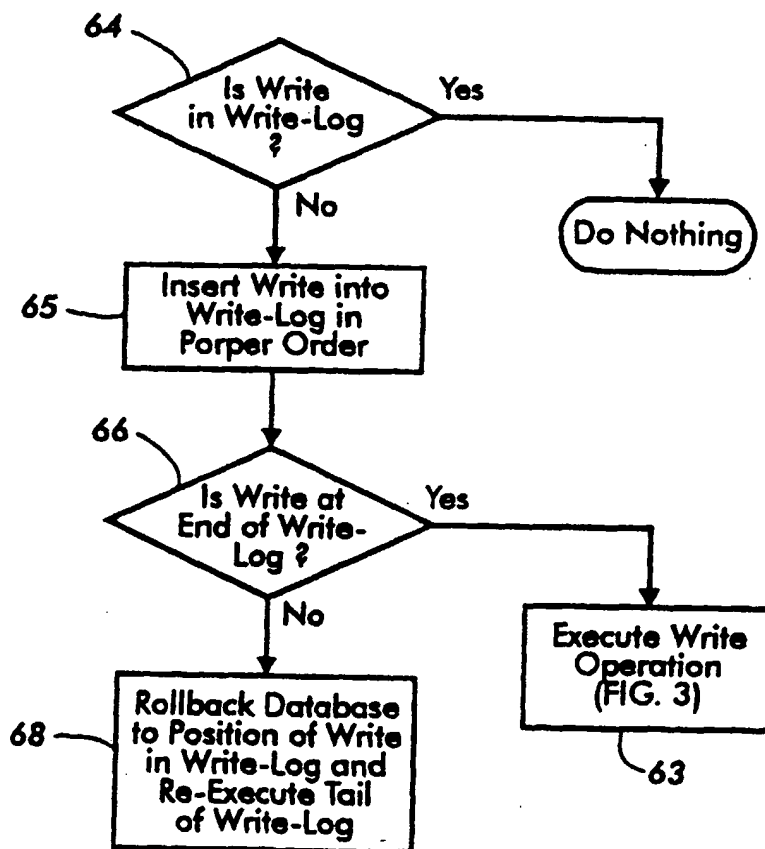 64
Is Write
in Write-Log
?
Yes
No
Do Nothing
65
Insert Write into
Write-Log in
Porper Order
66
Is Write at
End of Write-
Log ?
Yes
No
Execute Write
Operation
(FIG. 3)
63
68
Rollback Database
to Position of Write
in Write-Log and
Re-Execute Tail
of Write-Log